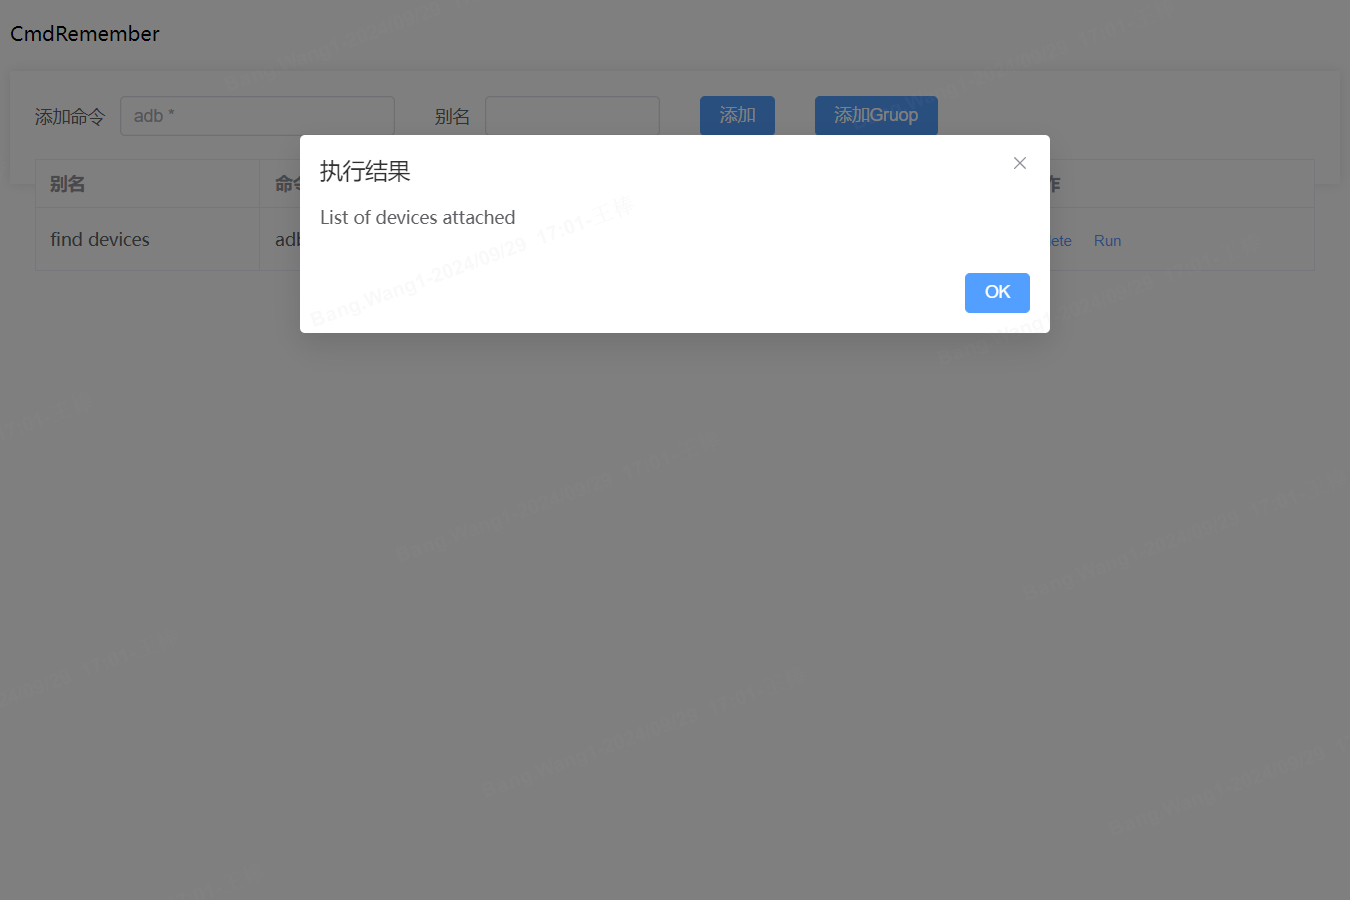 CmdRemember
添加命令 adb * 别名 添加 添加Gruop
执行结果
List of devices attached
OK
别名 命令 作
find devices adb ete Run
Bang.Wang1-2024/09/29 17:01-王棒